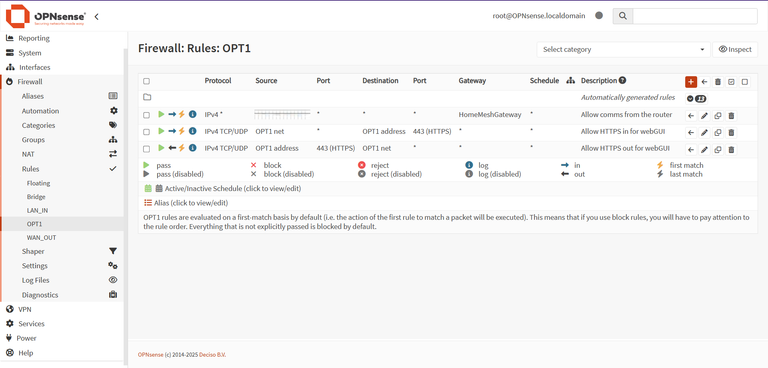 OPNsense®
root@OPNsense.localdomain
Reporting
System
Interfaces
Firewall
Aliases
Automation
Categories
Groups
NAT
Rules
Floating
Bridge
LAN_IN
OPT1
WAN_OUT
Shaper
Settings
Log Files
Diagnostics
VPN
Services
Power
Help
Firewall: Rules: OPT1
Select category
Inspect
Protocol Source Port Destination Port Gateway Schedule Description
Automatically generated rules 13
IPv4 * * * * HomeMeshGateway * Allow comms from the router
IPv4 TCP/UDP OPT1 net * OPT1 address 443 (HTTPS) * * Allow HTTPS in for webGUI
IPv4 TCP/UDP OPT1 address 443 (HTTPS) OPT1 net * * * Allow HTTPS out for webGUI
pass block reject log in first match
pass (disabled) block (disabled) reject (disabled) log (disabled) out last match
Active/Inactive Schedule (click to view/edit)
Alias (click to view/edit)
OPT1 rules are evaluated on a first-match basis by default (i.e. the action of the first rule to match a packet will be executed). This means that if you use block rules, you will have to pay attention to
the rule order. Everything that is not explicitly passed is blocked by default.
OPNsense (c) 2014-2025 Deciso B.V.